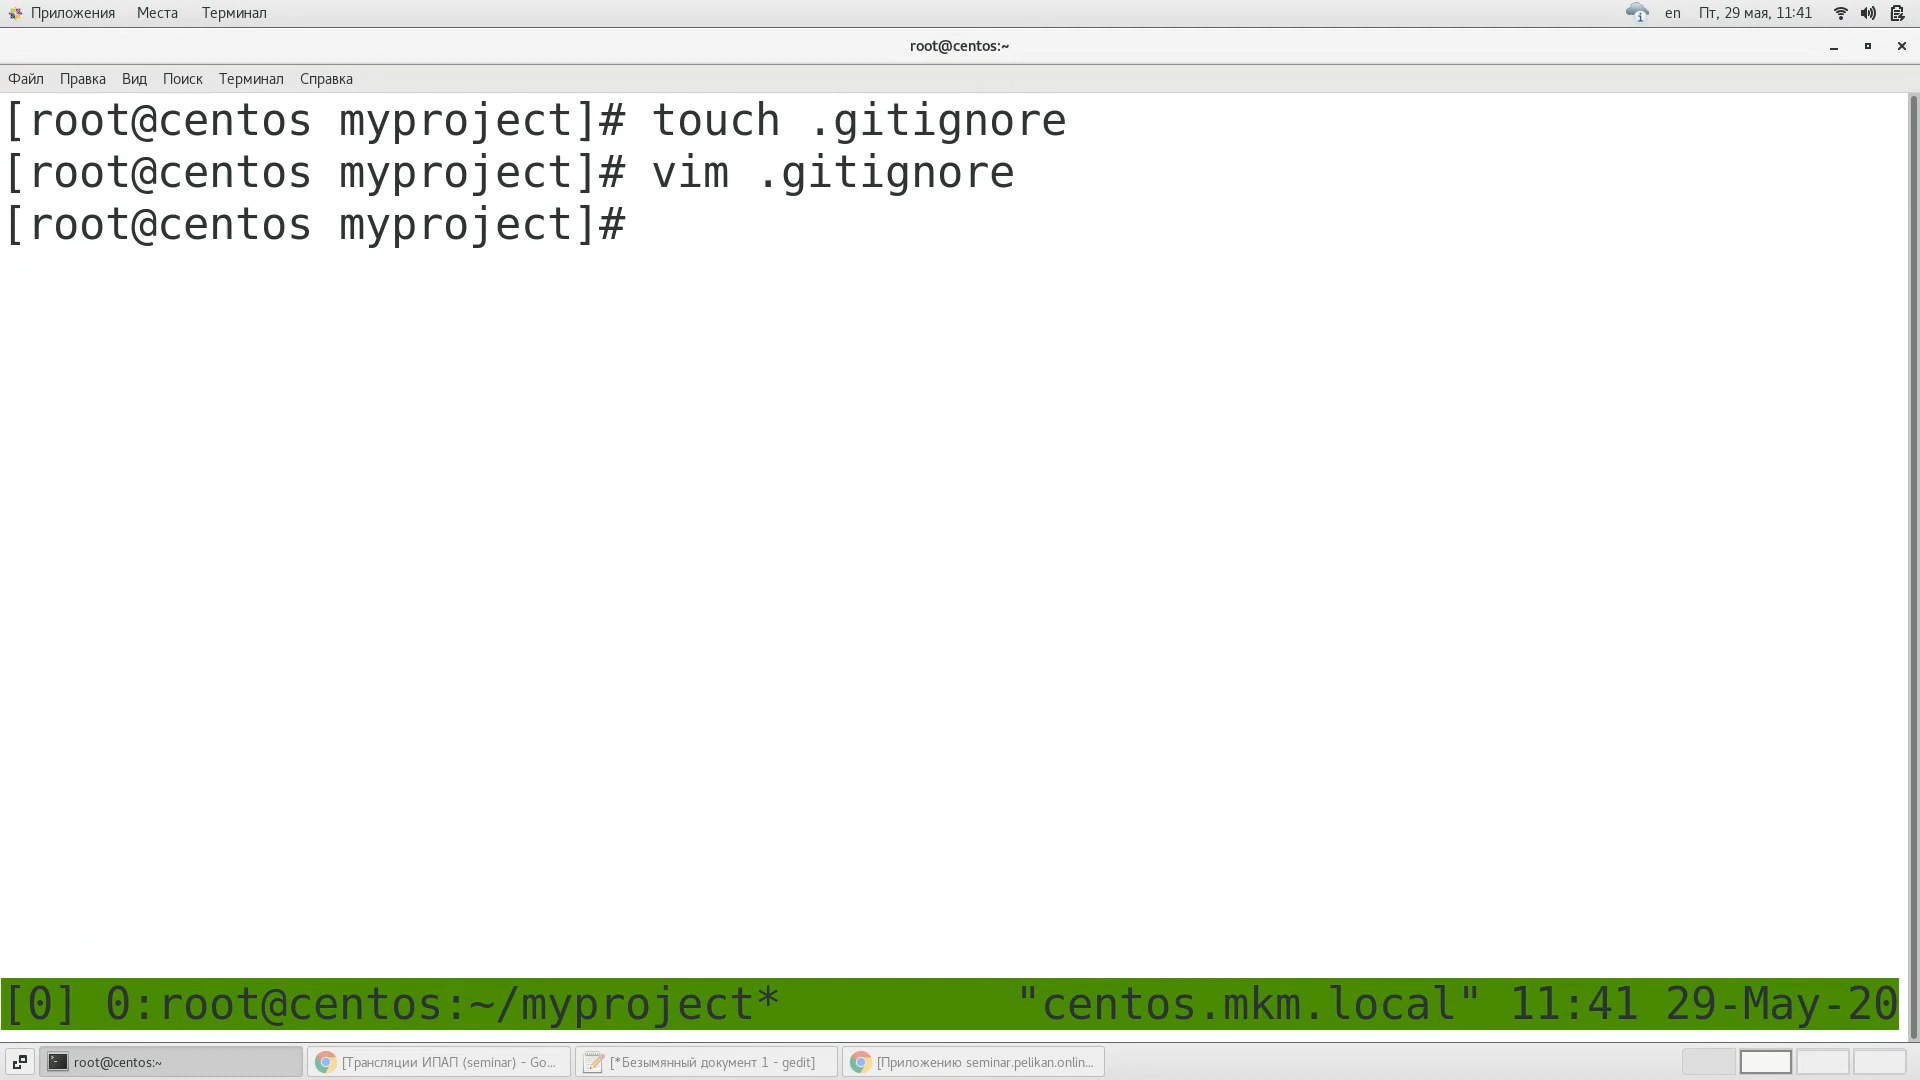 Приложения Места Терминал en Пт, 29 мая, 11:41
root@centos:~
Файл Правка Вид Поиск Терминал Справка
[root@centos myproject]# touch .gitignore
[root@centos myproject]# vim .gitignore
[root@centos myproject]#
[0] 0:root@centos:~/myproject* "centos.mkm.local" 11:41 29-May-20
root@centos:~ [Трансляции ИПАП (seminar) - Go... [*Безымянный документ 1 - gedit] [Приложению seminar.pelikan.onlin...